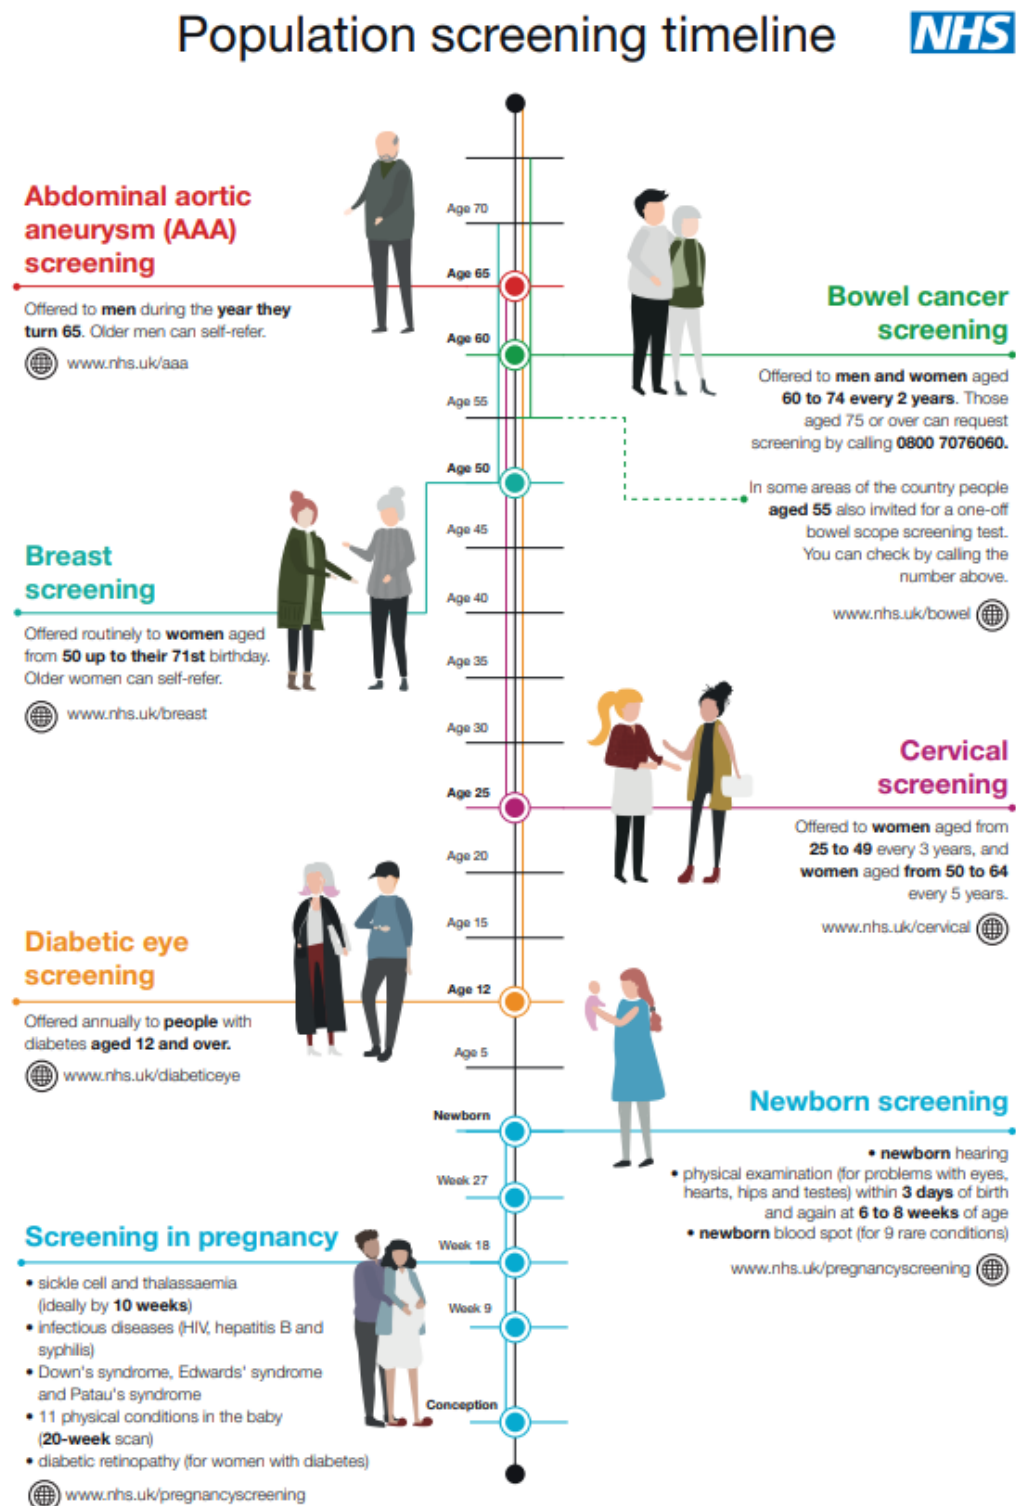 Population screening timeline
NHS
Abdominal aortic
aneurysm (AAA)
screening
Offered to men during the year they
turn 65. Older men can self-refer.
www.nhs.uk/aaa
Age 70
Age 65
Age 60
Age 55
Age 50
Age 45
Age 40
Age 35
Age 30
Age 25
Age 20
Age 15
Age 12
Age 5
Newborn
Week 27
Week 18
Week 9
Conception
Bowel cancer
screening
Offered to men and women aged
60 to 74 every 2 years. Those
aged 75 or over can request
screening by calling 0800 7076060.
In some areas of the country people
aged 55 also invited for a one-off
bowel scope screening test.
You can check by calling the
number above.
www.nhs.uk/bowel
Breast
screening
Offered routinely to women aged
from 50 up to their 71st birthday.
Older women can self-refer.
www.nhs.uk/breast
Cervical
screening
Offered to women aged from
25 to 49 every 3 years, and
women aged from 50 to 64
every 5 years.
www.nhs.uk/cervical
Diabetic eye
screening
Offered annually to people with
diabetes aged 12 and over.
www.nhs.uk/diabeticeye
Newborn screening
• newborn hearing
• physical examination (for problems with eyes,
hearts, hips and testes) within 3 days of birth
and again at 6 to 8 weeks of age
• newborn blood spot (for 9 rare conditions)
www.nhs.uk/pregnancyscreening
Screening in pregnancy
• sickle cell and thalassaemia
(ideally by 10 weeks)
• infectious diseases (HIV, hepatitis B and
syphilis)
• Down's syndrome, Edwards' syndrome
and Patau's syndrome
• 11 physical conditions in the baby
(20-week scan)
• diabetic retinopathy (for women with diabetes)
www.nhs.uk/pregnancyscreening